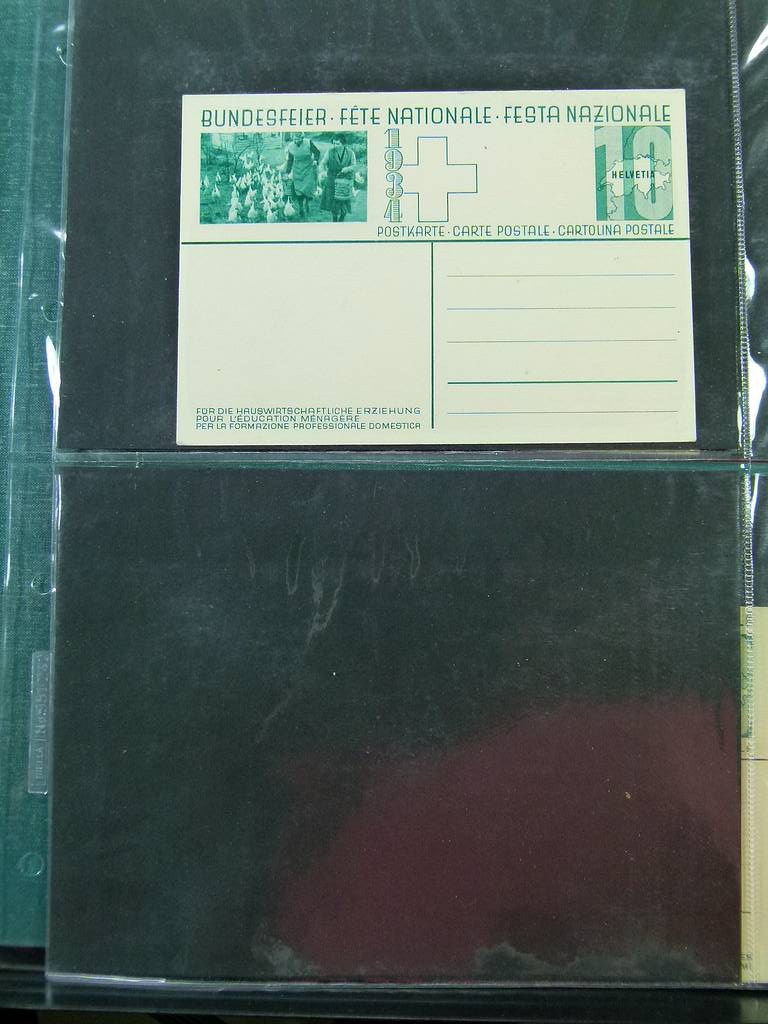 BUNDESFEIER · FÊTE NATIONALE · FESTA NAZIONALE
1934
10
HELVETIA
POSTKARTE · CARTE POSTALE · CARTOLINA POSTALE
FÜR DIE HAUSWIRTSCHAFTLICHE ERZIEHUNG
POUR L'ÉDUCATION MÉNAGÈRE
PER LA FORMAZIONE PROFESSIONALE DOMESTICA